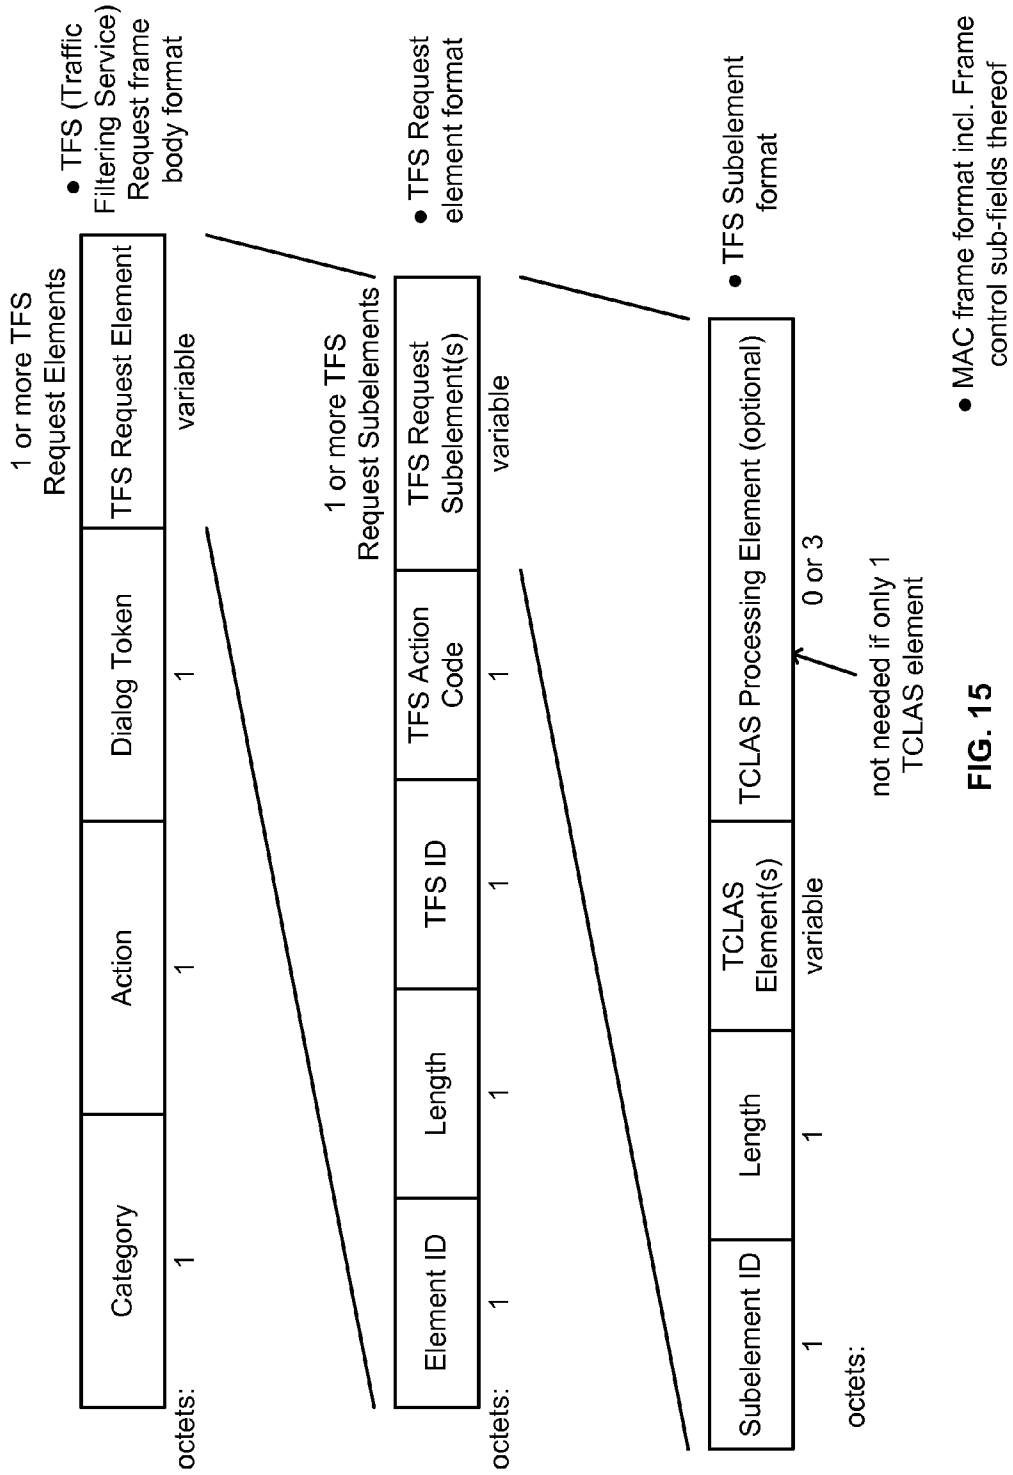 1 or more TFS
Request Elements
Category
Action
Dialog Token
TFS Request Element
octets:
1
1
1
variable
● TFS (Traffic
Filtering Service)
Request frame
body format
1 or more TFS
Request Subelements
Element ID
Length
TFS ID
TFS Action
Code
TFS Request
Subelement(s)
octets:
1
1
1
1
variable
● TFS Request
element format
Subelement ID
Length
TCLAS
Element(s)
TCLAS Processing Element (optional)
1
1
variable
0 or 3
octets:
● TFS Subelement
format
not needed if only 1
TCLAS element
● MAC frame format incl. Frame
control sub-fields thereof
FIG. 15